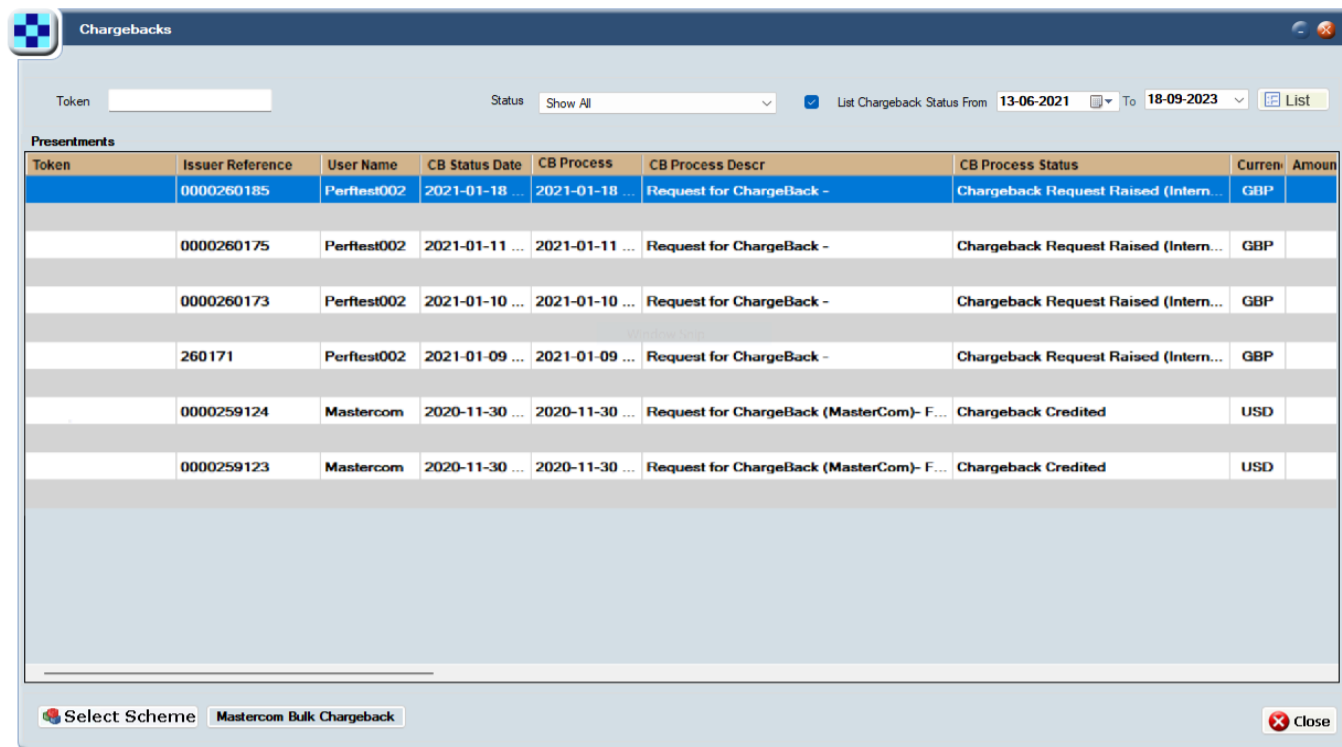 Chargebacks
Token Status Show All List Chargeback Status From 13-06-2021 To 18-09-2023 List
Presentments
Token Issuer Reference User Name CB Status Date CB Process CB Process Descr CB Process Status Curren Amoun
0000260185 Perftest002 2021-01-18 ... 2021-01-18 ... Request for ChargeBack - Chargeback Request Raised (Intern... GBP
0000260175 Perftest002 2021-01-11 ... 2021-01-11 ... Request for ChargeBack - Chargeback Request Raised (Intern... GBP
0000260173 Perftest002 2021-01-10 ... 2021-01-10 ... Request for ChargeBack - Chargeback Request Raised (Intern... GBP
260171 Perftest002 2021-01-09 ... 2021-01-09 ... Request for ChargeBack - Chargeback Request Raised (Intern... GBP
0000259124 Mastercom 2020-11-30 ... 2020-11-30 ... Request for ChargeBack (MasterCom)- F... Chargeback Credited USD
0000259123 Mastercom 2020-11-30 ... 2020-11-30 ... Request for ChargeBack (MasterCom)- F... Chargeback Credited USD
Select Scheme Mastercom Bulk Chargeback Close